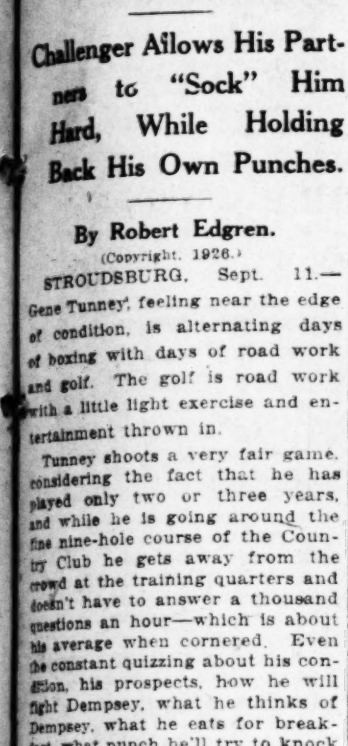 Challenger Allows His Part-
ners to "Sock" Him
Hard, While Holding
Back His Own Punches.
By Robert Edgren.
(Copyright, 1926.)
STROUDSBURG, Sept. 11.—
Gene Tunney, feeling near the edge
of condition, is alternating days
of boxing with days of road work
and golf. The golf is road work
with a little light exercise and en-
tertainment thrown in.
Tunney shoots a very fair game,
considering the fact that he has
played only two or three years,
and while he is going around the
fine nine-hole course of the Coun-
try Club he gets away from the
crowd at the training quarters and
doesn't have to answer a thousand
questions an hour—which is about
his average when cornered. Even
the constant quizzing about his con-
dition, his prospects, how he will
fight Dempsey, what he thinks of
Dempsey, what he eats for break-
what punch he'll try to knock